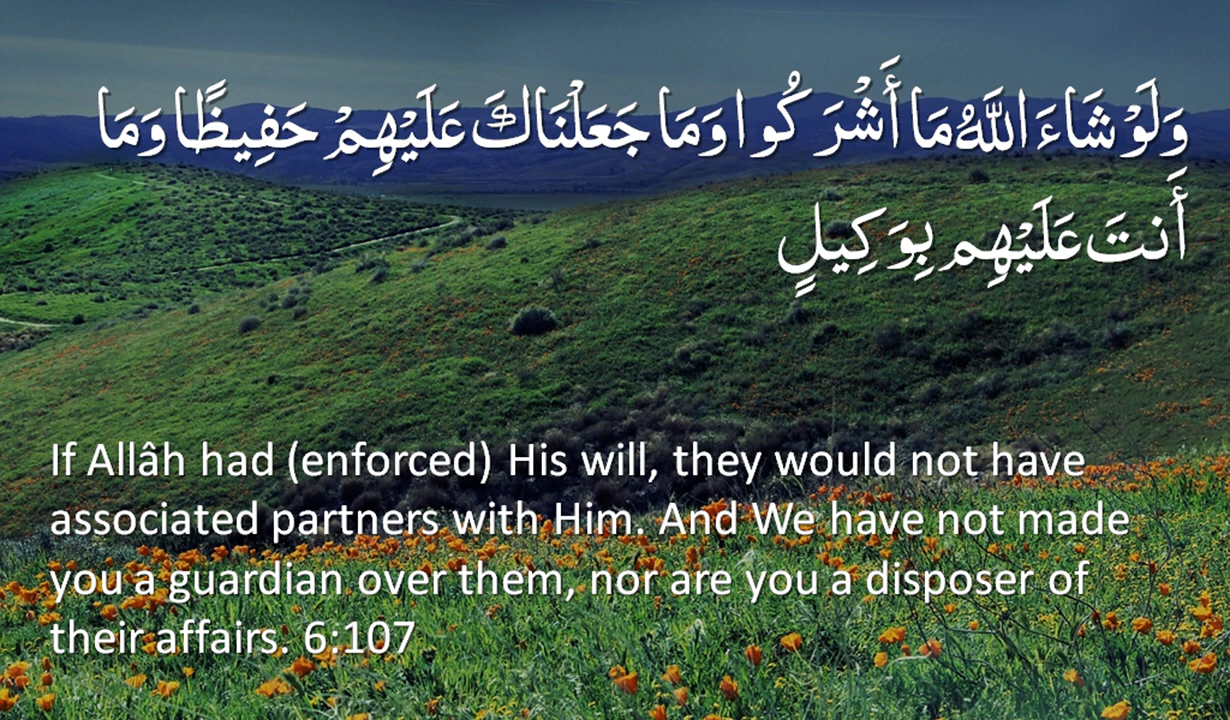 وَلَوْ شَاءَ اللَّهُ مَا أَشْرَكُوا وَمَا جَعَلْنَاكَ عَلَيْهِمْ حَفِيظًا وَمَا
أَنتَ عَلَيْهِم بِوَكِيلٍ
If Allâh had (enforced) His will, they would not have
associated partners with Him. And We have not made
you a guardian over them, nor are you a disposer of
their affairs. 6:107